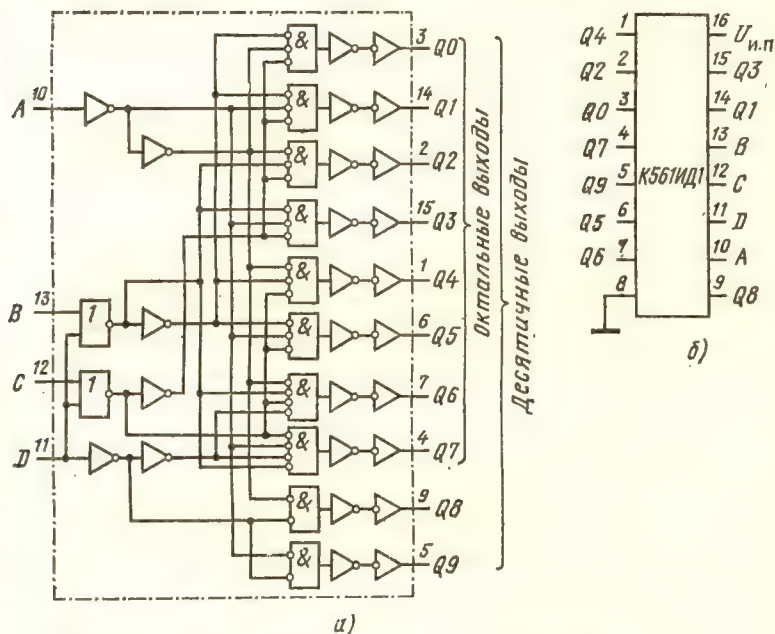 A 10
B 13
C 12
D 11
1
1
&
&
&
&
&
&
&
&
&
&
3 Q0
14 Q1
2 Q2
15 Q3
1 Q4
6 Q5
7 Q6
4 Q7
9 Q8
5 Q9
Октальные выходы
Десятичные выходы
а)
Q4 1
Q2 2
Q0 3
Q7 4
Q9 5
Q5 6
Q6 7
8
К561ИД1
16 Uи.п
15 Q3
14 Q1
13 B
12 C
11 D
10 A
9 Q8
б)